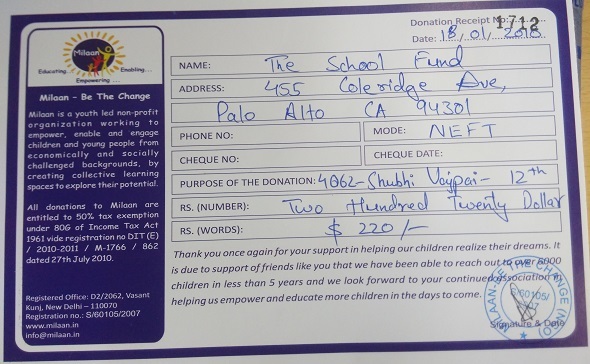 Milaan
Educating... Enabling...
Empowering ...
Milaan - Be The Change
Milaan is a youth led non-profit
organization working to
empower, enable and engage
children and young people from
economically and socially
challenged backgrounds, by
creating collective learning
spaces to explore their potential.
All donations to Milaan are
entitled to 50% tax exemption
under 80G of Income Tax Act
1961 vide registration no DIT (E)
/ 2010-2011 / M-1766 / 862
dated 27th July 2010.
Registered Office: D2/2062, Vasant
Kunj, New Delhi – 110070
Registration no.: S/60105/2007
www.milaan.in
info@milaan.in
Donation Receipt No: 1712
Date: 18/01/2018
NAME: The School Fund
ADDRESS: 455 Coleridge Ave,
Palo Alto CA 94301
PHONE NO: MODE: NEFT
CHEQUE NO: CHEQUE DATE:
PURPOSE OF THE DONATION: 4062-Shubhi Vajpai- 12th
RS. (NUMBER): Two Hundred Twenty Dollar
RS. (WORDS): $ 220/-
Thank you once again for your support in helping our children realize their dreams. It
is due to support of friends like you that we have been able to reach out to over 6000
children in less than 5 years and we look forward to your continued association in
helping us empower and educate more children in the days to come.
Signature & Date